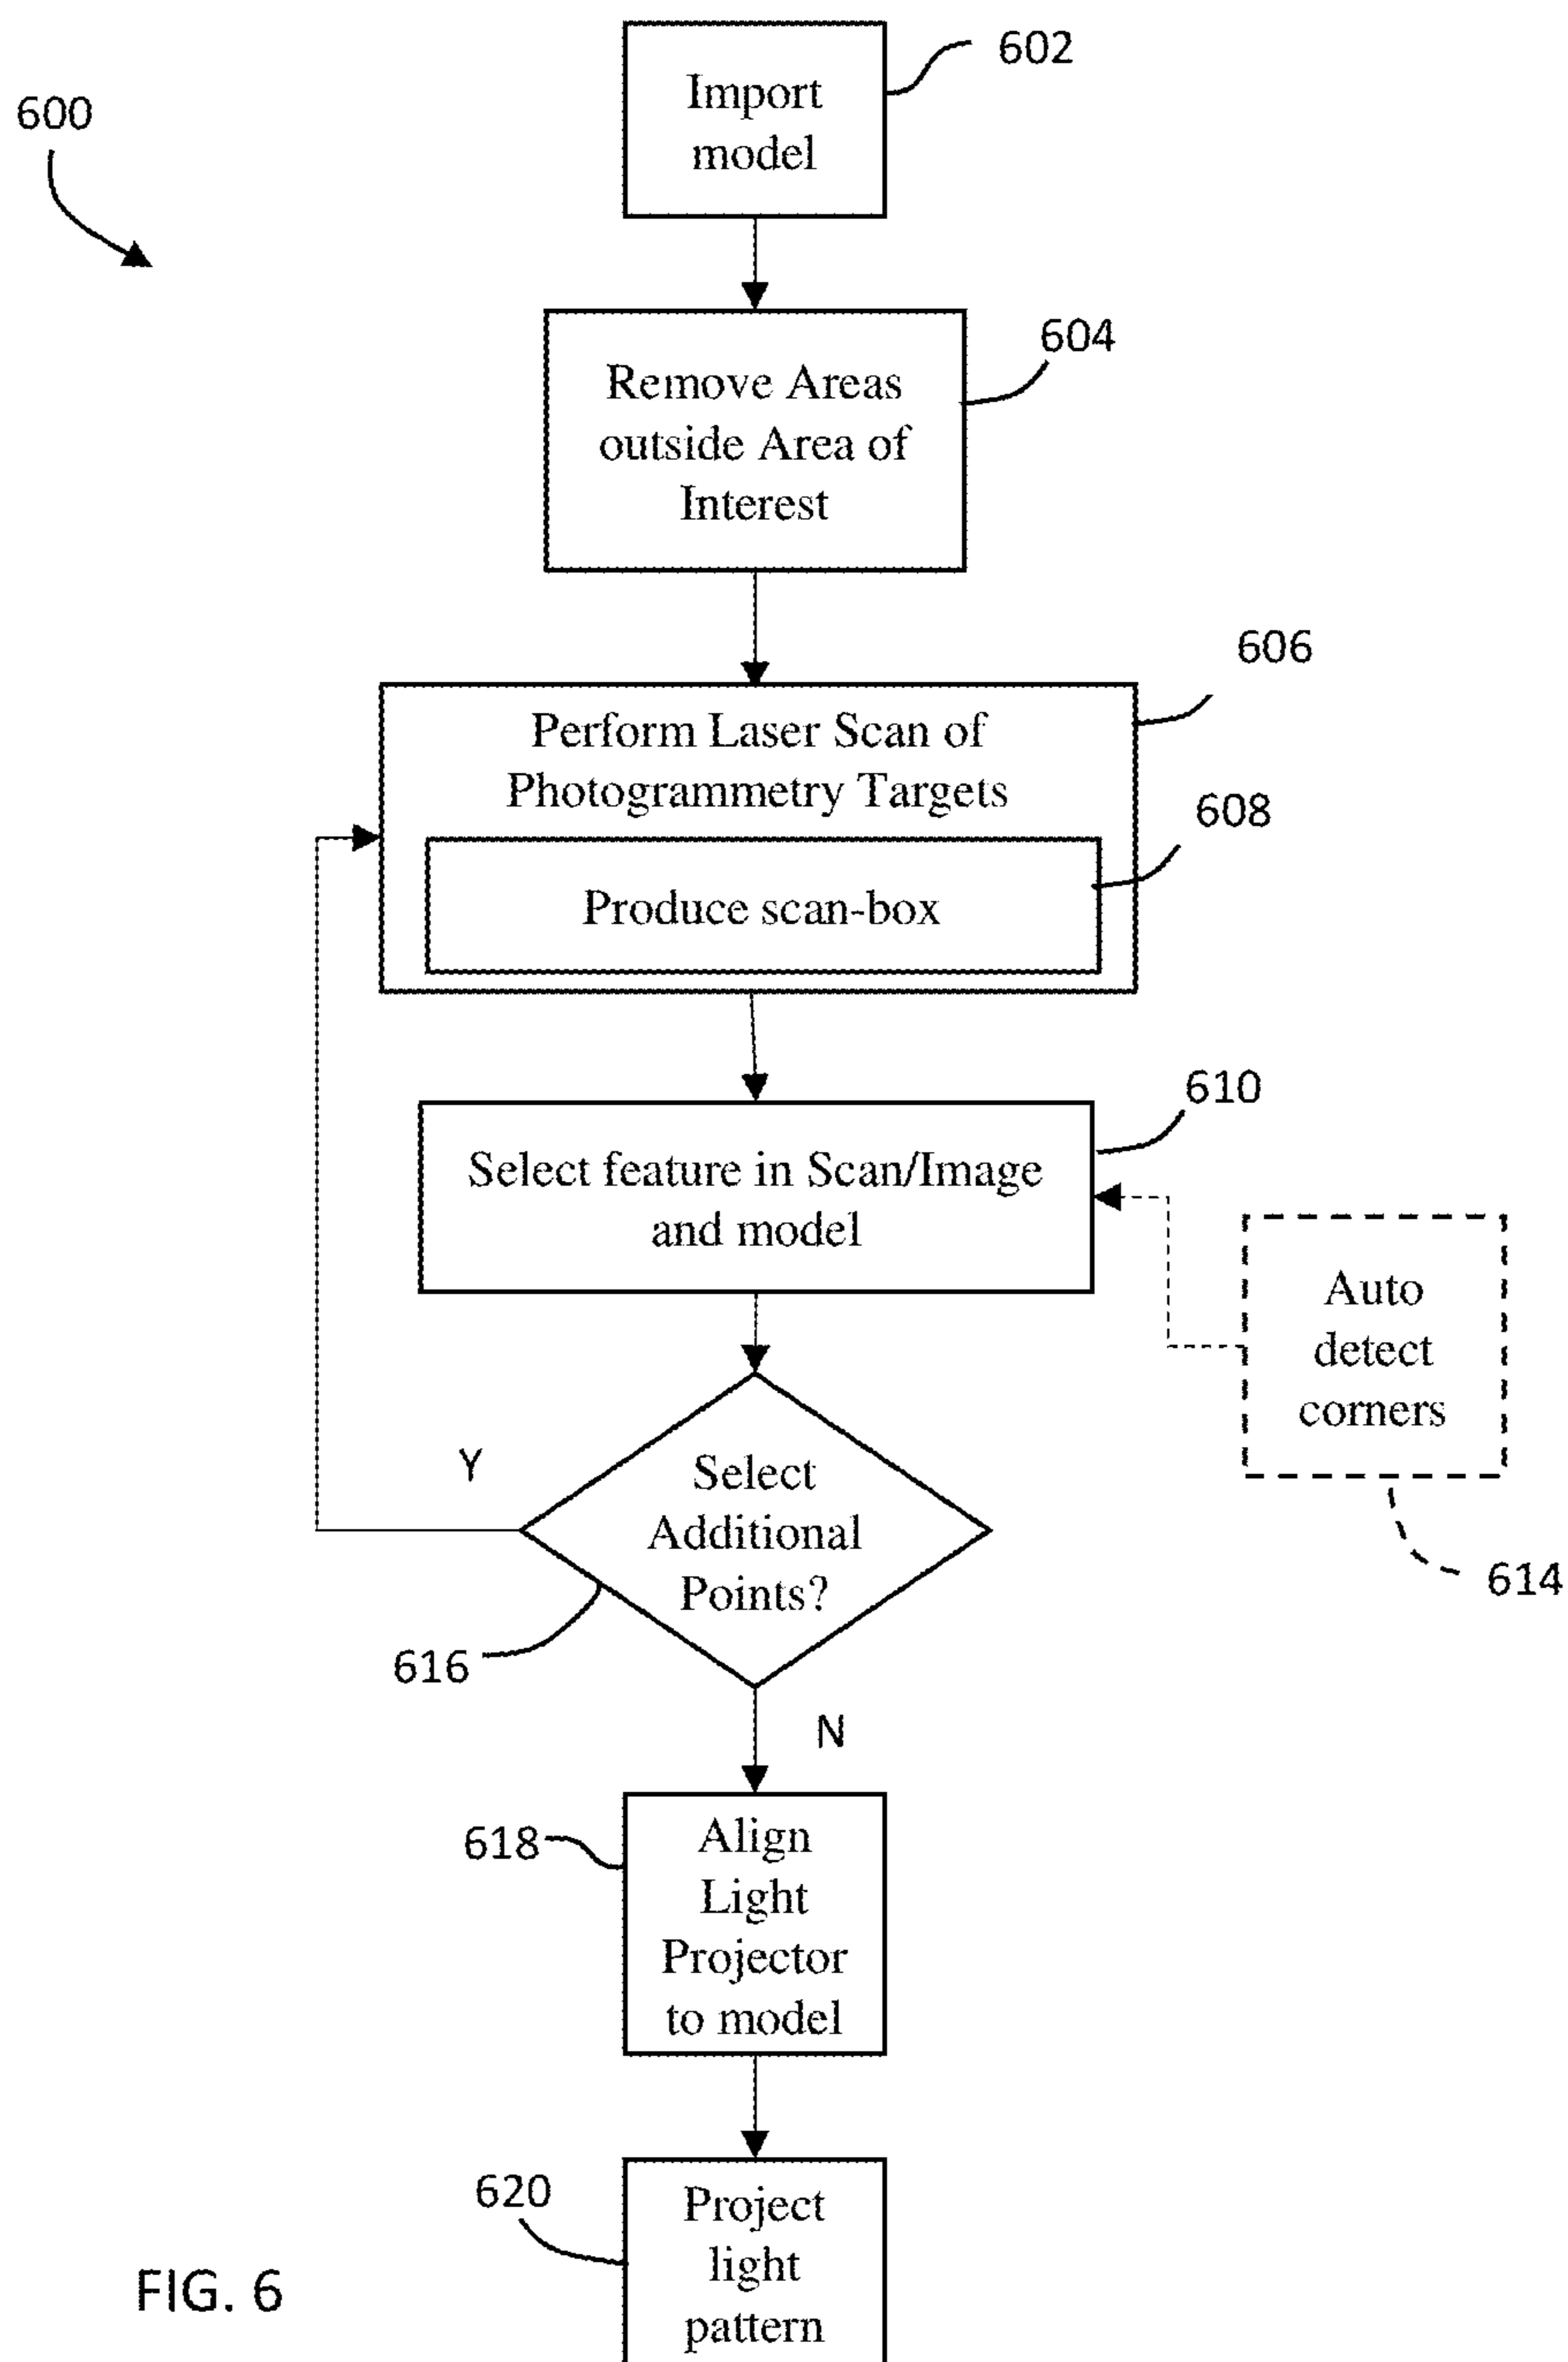 602
600
Import
model
604
Remove Areas
outside Area of
Interest
606
Perform Laser Scan of
Photogrammetry Targets
608
Produce scan-box
610
Select feature in Scan/Image
and model
Auto
detect
corners
614
Y
Select
Additional
Points?
616
N
618
Align
Light
Projector
to model
620
Project
light
pattern
FIG. 6